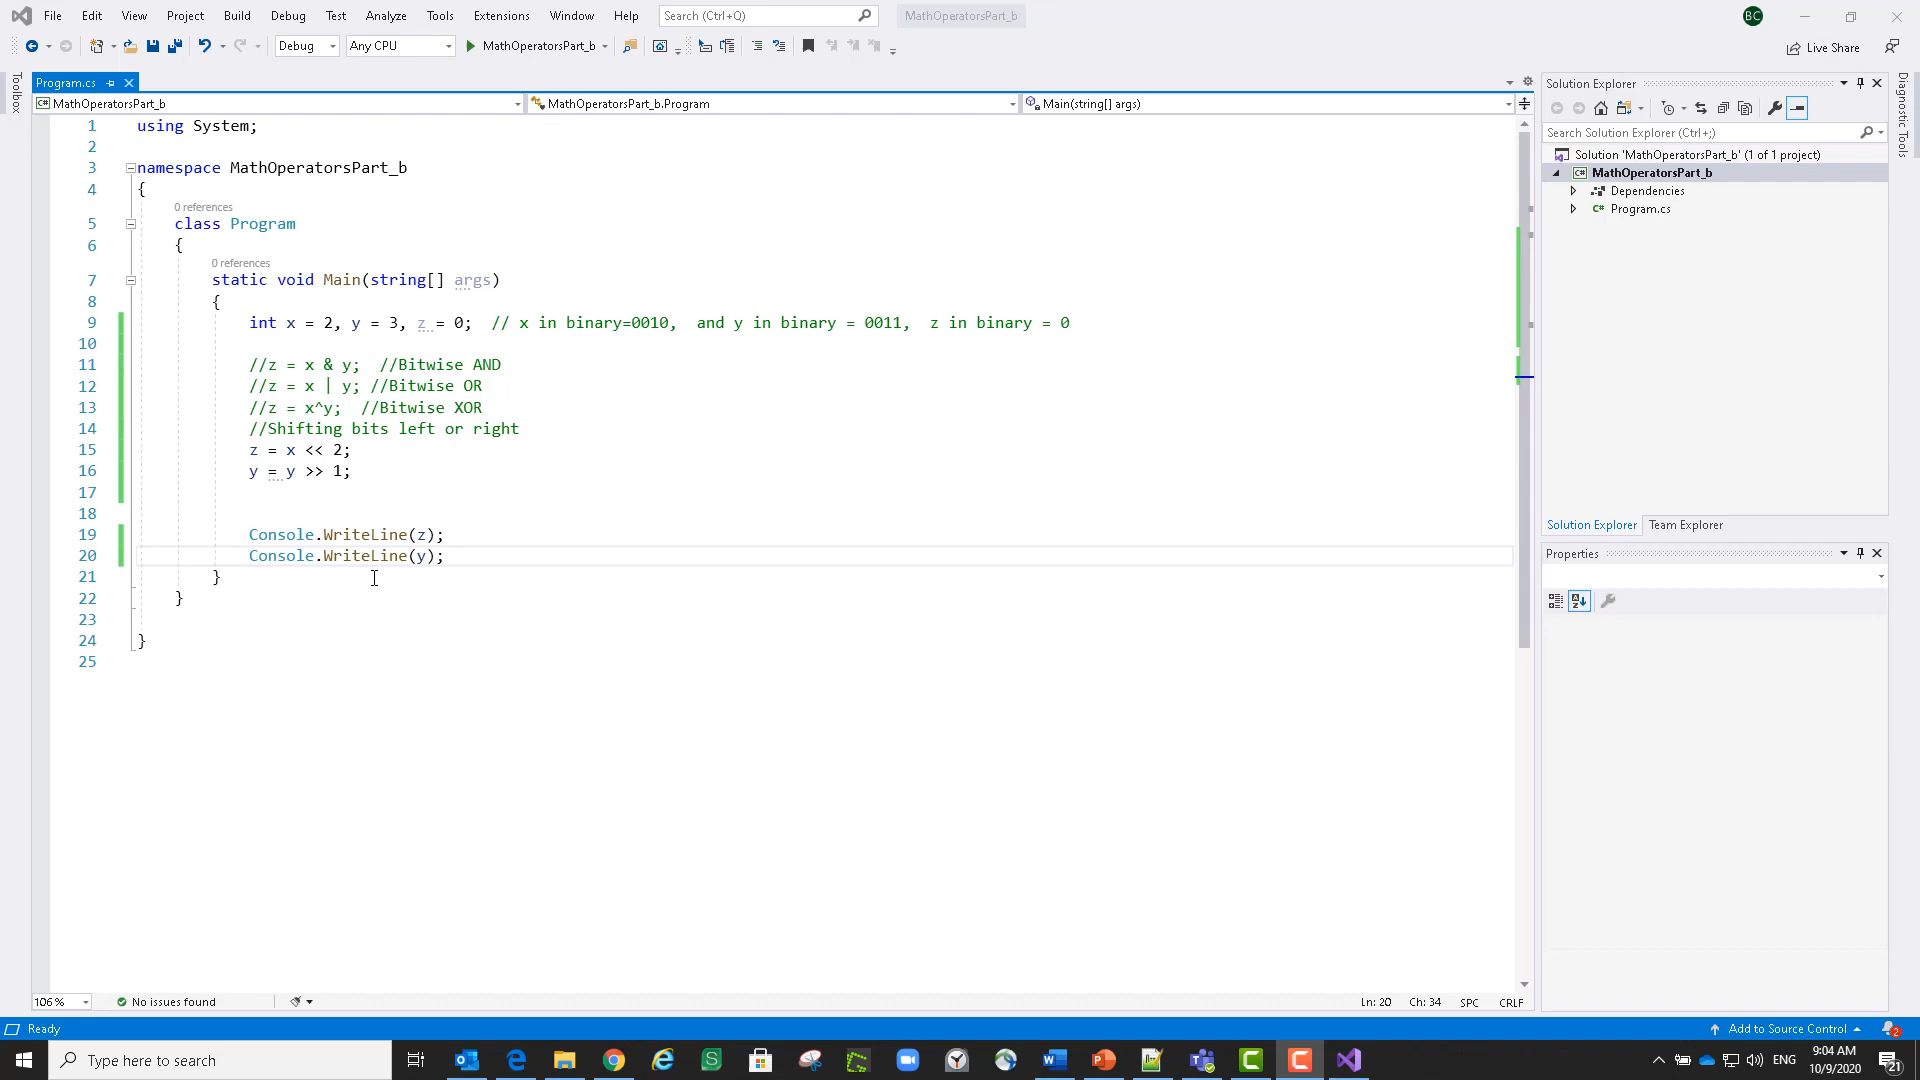 File Edit View Project Build Debug Test Analyze Tools Extensions Window Help Search (Ctrl+Q) MathOperatorsPart_b BC
Debug Any CPU MathOperatorsPart_b Live Share
Toolbox
Program.cs
MathOperatorsPart_b MathOperatorsPart_b.Program Main(string[] args)
1 using System;
2
3 namespace MathOperatorsPart_b
4 {
0 references
5 class Program
6 {
0 references
7 static void Main(string[] args)
8 {
9 int x = 2, y = 3, z = 0; // x in binary=0010, and y in binary = 0011, z in binary = 0
10
11 //z = x & y; //Bitwise AND
12 //z = x | y; //Bitwise OR
13 //z = x^y; //Bitwise XOR
14 //Shifting bits left or right
15 z = x << 2;
16 y = y >> 1;
17
18
19 Console.WriteLine(z);
20 Console.WriteLine(y);
21 }
22 }
23
24 }
25
106 % No issues found Ln: 20 Ch: 34 SPC CRLF
Solution Explorer
Search Solution Explorer (Ctrl+;)
Solution 'MathOperatorsPart_b' (1 of 1 project)
C# MathOperatorsPart_b
Dependencies
C# Program.cs
Solution Explorer Team Explorer
Properties
Diagnostic Tools
Ready Add to Source Control 2
Type here to search ENG 9:04 AM
10/9/2020 21